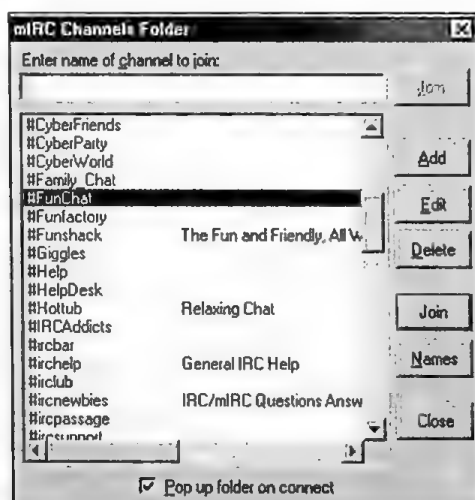 mIRC Channels Folder
Enter name of channel to join:
Join
#CyberFriends
#CyberParty
#CyberWorld
#Family_Chat
#FunChat
#Funfactory
#Funshack The Fun and Friendly, All W
#Giggles
#Help
#HelpDesk
#Hottub Relaxing Chat
#IRCAddicts
#ircbar
#irchelp General IRC Help
#irclub
#ircnewbies IRC/mIRC Questions Answ
#ircpassage
#ircsupport
Add
Edit
Delete
Join
Names
Close
Pop up folder on connect